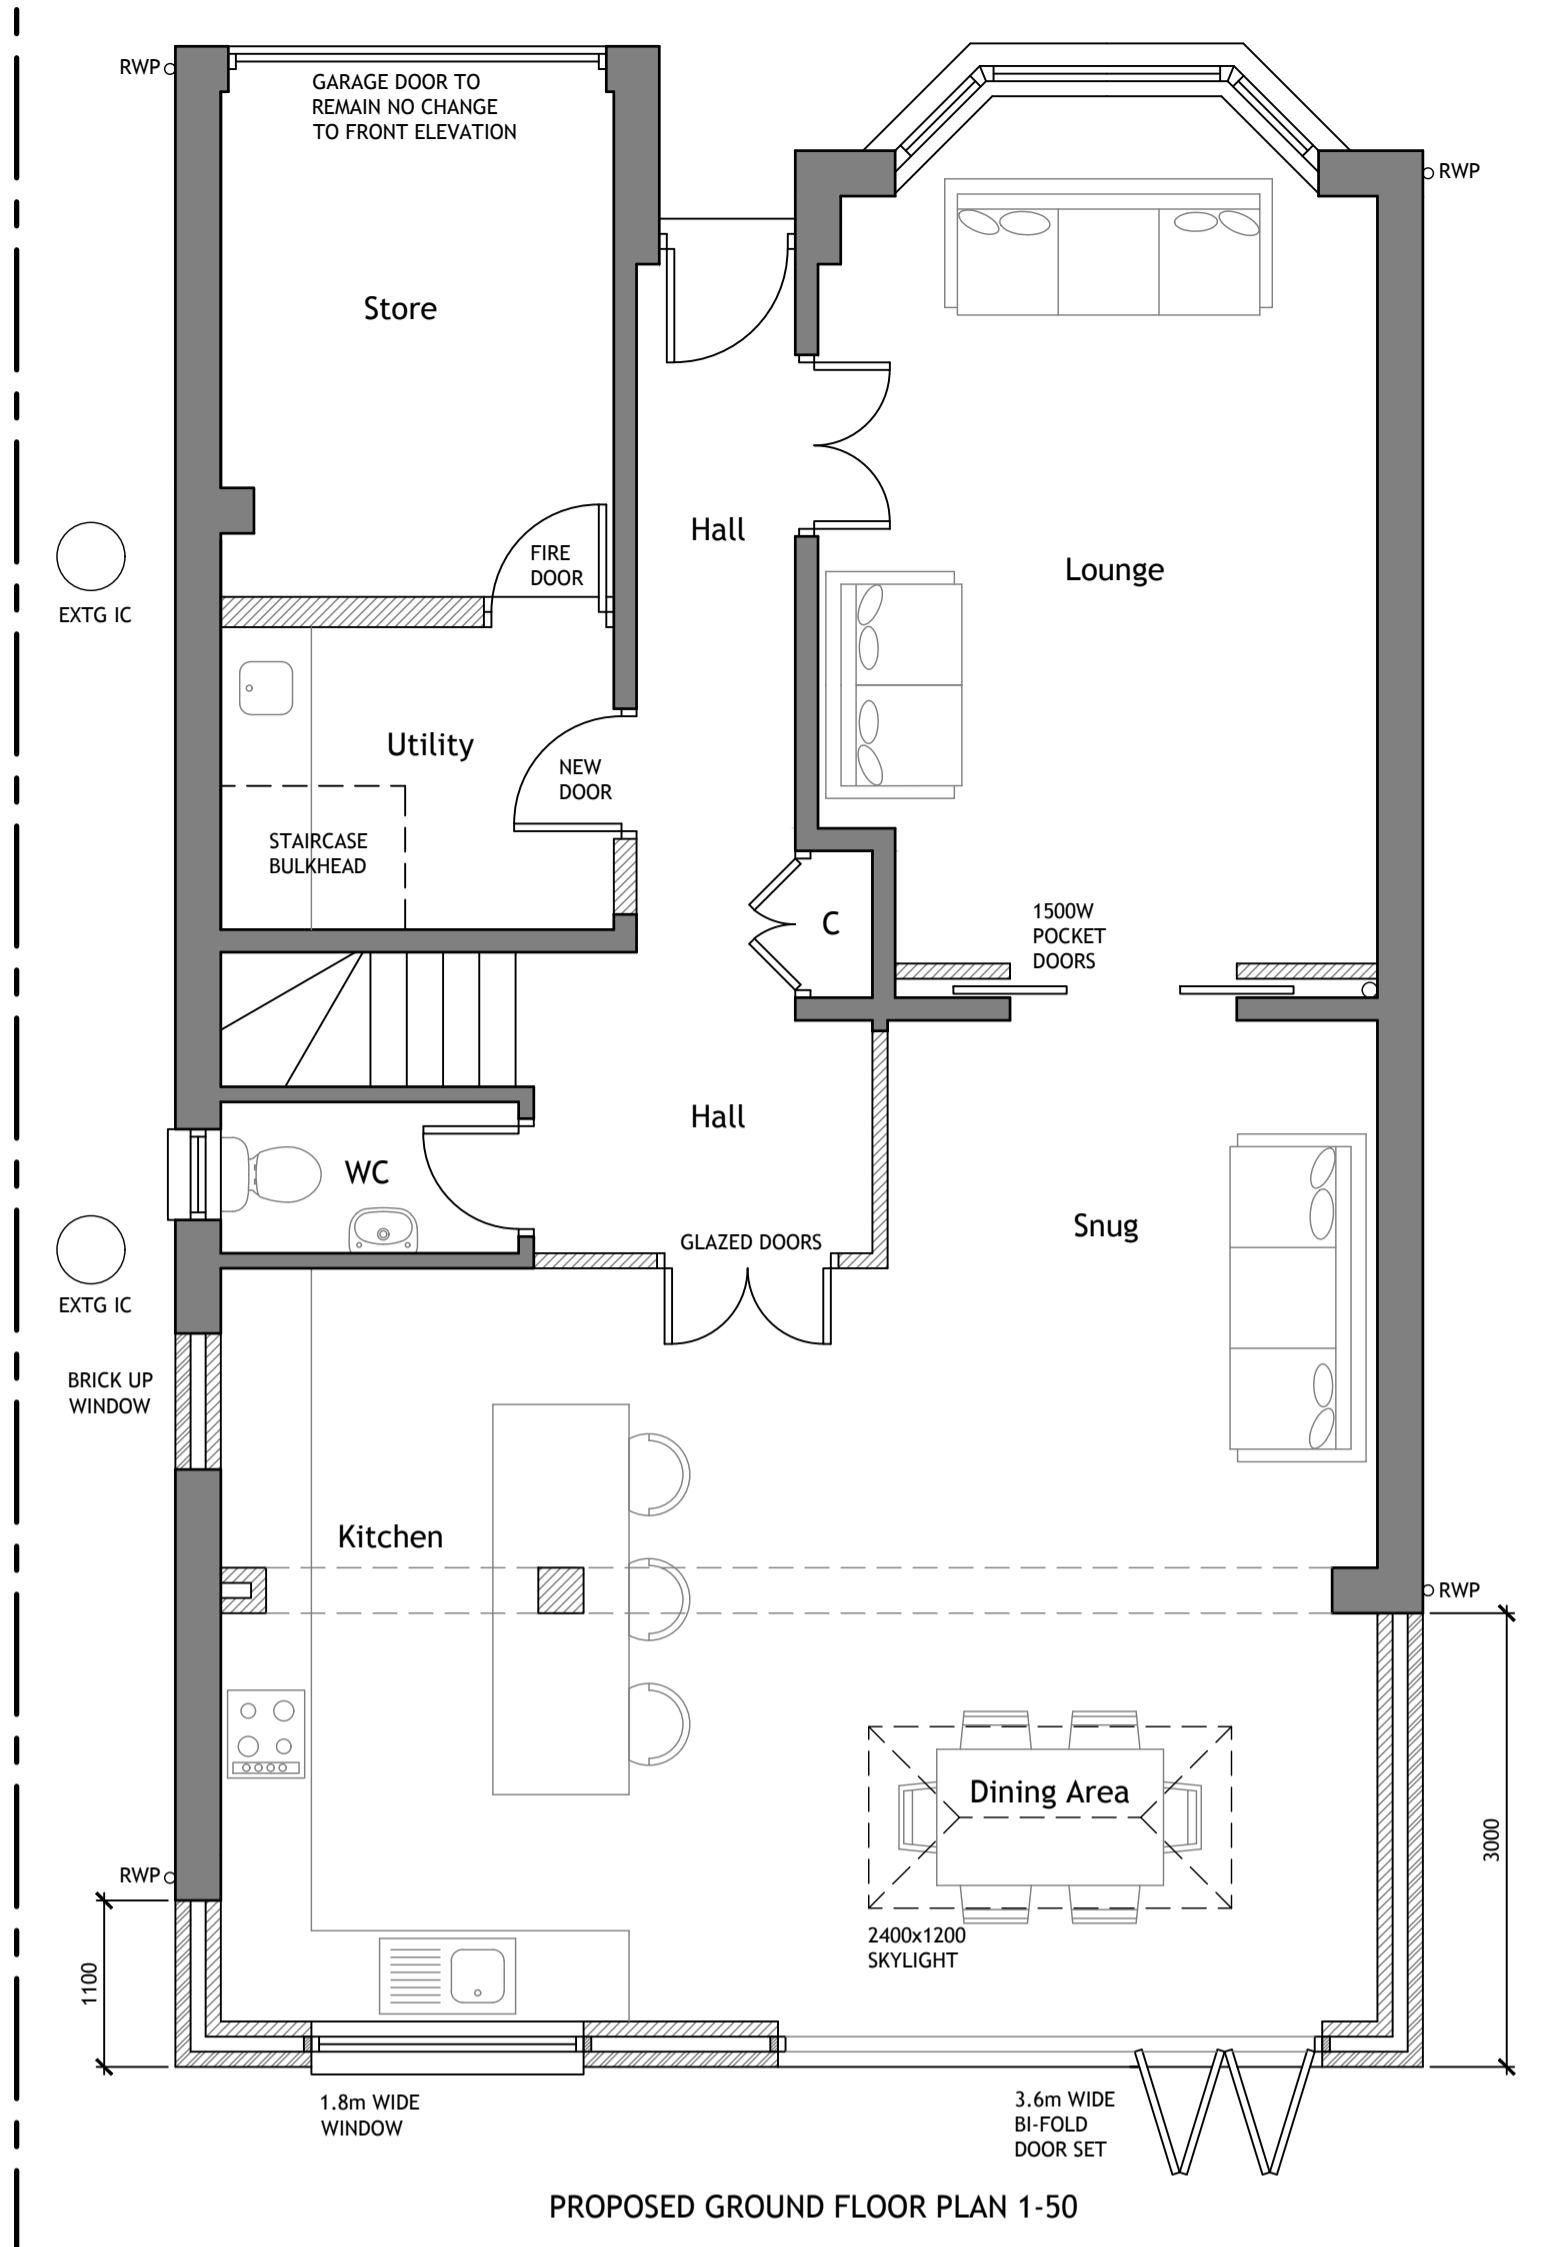 RWP
GARAGE DOOR TO
REMAIN NO CHANGE
TO FRONT ELEVATION
RWP
Store
Hall
FIRE
DOOR
Lounge
EXTG IC
Utility
NEW
DOOR
STAIRCASE
BULKHEAD
C
1500W
POCKET
DOORS
Hall
WC
Snug
GLAZED DOORS
EXTG IC
BRICK UP
WINDOW
Kitchen
RWP
Dining Area
3000
RWP
2400x1200
SKYLIGHT
1100
1.8m WIDE
WINDOW
3.6m WIDE
BI-FOLD
DOOR SET
PROPOSED GROUND FLOOR PLAN 1-50